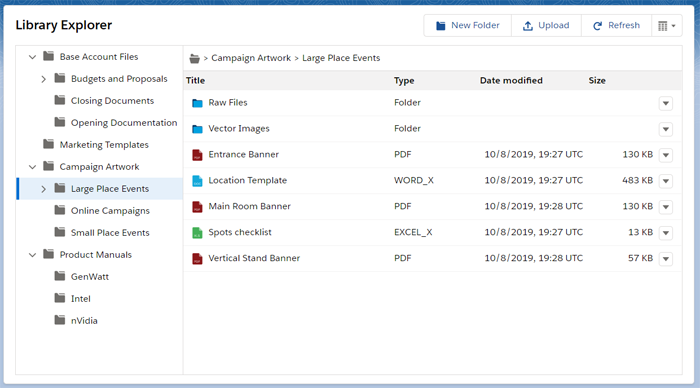 Library Explorer
New Folder
Upload
Refresh
Base Account Files
Budgets and Proposals
Closing Documents
Opening Documentation
Marketing Templates
Campaign Artwork
Large Place Events
Online Campaigns
Small Place Events
Product Manuals
GenWatt
Intel
nVidia
> Campaign Artwork > Large Place Events
Title Type Date modified Size
Raw Files Folder
Vector Images Folder
Entrance Banner PDF 10/8/2019, 19:27 UTC 130 KB
Location Template WORD_X 10/8/2019, 19:27 UTC 483 KB
Main Room Banner PDF 10/8/2019, 19:28 UTC 130 KB
Spots checklist EXCEL_X 10/8/2019, 19:27 UTC 13 KB
Vertical Stand Banner PDF 10/8/2019, 19:28 UTC 57 KB